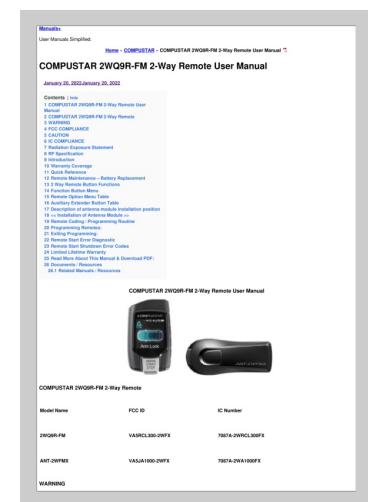 Manuals+
User Manuals Simplified.
Home » COMPUSTAR » COMPUSTAR 2WQ9R-FM 2-Way Remote User Manual
COMPUSTAR 2WQ9R-FM 2-Way Remote User Manual
January 20, 2022January 20, 2022
Contents [ hide
1 COMPUSTAR 2WQ9R-FM 2-Way Remote User
Manual
2 COMPUSTAR 2WQ9R-FM 2-Way Remote
3 WARNING
4 FCC COMPLIANCE
5 CAUTION
6 IC COMPLIANCE
7 Radiation Exposure Statement
8 RF Specification
9 Introduction
10 Warranty Coverage
11 Quick Reference
12 Remote Maintenance – Battery Replacement
13 2 Way Remote Button Functions
14 Function Button Menu
15 Remote Option Menu Table
16 Auxiliary Extender Button Table
17 Description of antenna module installation position
18 << Installation of Antenna Module >>
19 Remote Coding / Programming Routine
20 Programming Remotes:
21 Exiting Programming:
22 Remote Start Error Diagnostic
23 Remote Start Shutdown Error Codes
24 Limited Lifetime Warranty
25 Read More About This Manual & Download PDF:
26 Documents / Resources
26.1 Related Manuals / Resources
COMPUSTAR 2WQ9R-FM 2-Way Remote User Manual
COMPUSTAR
Arm Lock
COMPUSTAR 2WQ9R-FM 2-Way Remote
Model Name FCC ID IC Number
2WQ9R-FM VA5RCL300-2WFX 7087A-2WRCL300FX
ANT-2WFMX VA5JA1000-2WFX 7087A-2WA1000FX
WARNING